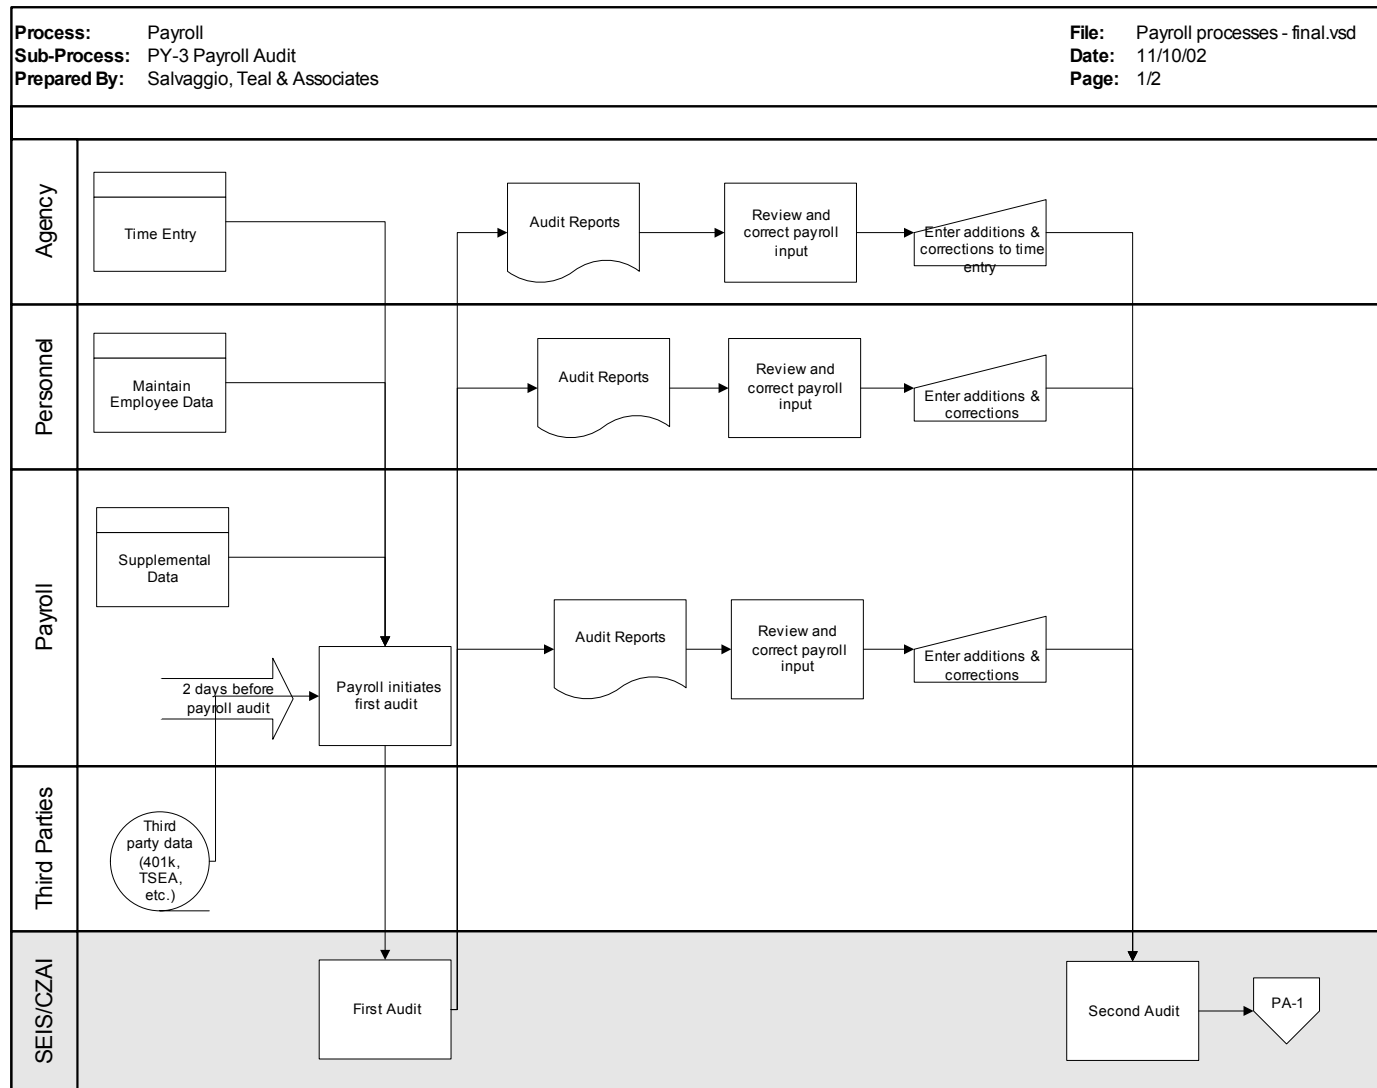 Process: Payroll
Sub-Process: PY-3 Payroll Audit
Prepared By: Salvaggio, Teal & Associates
File: Payroll processes - final.vsd
Date: 11/10/02
Page: 1/2
Agency
Time Entry
Audit Reports
Review and
correct payroll
input
Enter additions &
corrections to time
entry
Personnel
Maintain
Employee Data
Audit Reports
Review and
correct payroll
input
Enter additions &
corrections
Payroll
Supplemental
Data
2 days before
payroll audit
Payroll initiates
first audit
Audit Reports
Review and
correct payroll
input
Enter additions &
corrections
Third Parties
Third
party data
(401k,
TSEA,
etc.)
SEIS/CZAI
First Audit
Second Audit
PA-1